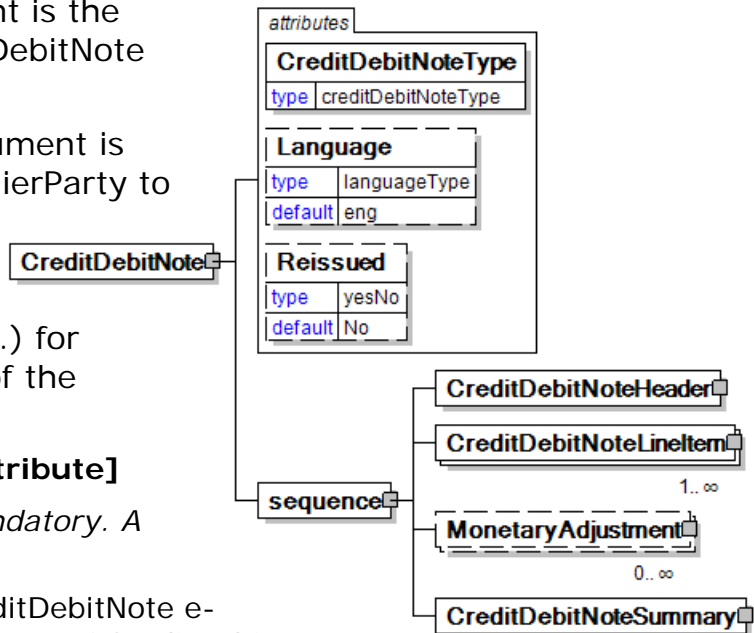 nt is the
DebitNote
ument is
ierParty to
.) for
f the
tribute]
ndatory. A
ditDebitNote e-
attributes
CreditDebitNoteType
type creditDebitNoteType
Language
type languageType
default eng
Reissued
type yesNo
default No
CreditDebitNote
sequence
CreditDebitNoteHeader
CreditDebitNoteLineItem
1.. ∞
MonetaryAdjustment
0.. ∞
CreditDebitNoteSummary